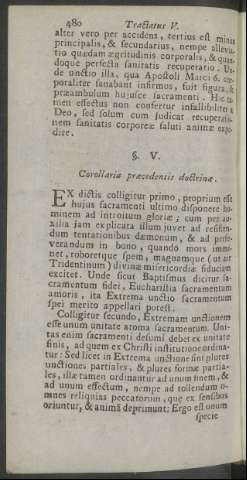 480 Tractatus V.
alter vero per accidens, tertius est minus
principalis, & secundarius, nempe allevia-
tio quædam ægritudinis corporalis, & quan-
doque perfecta sanitatis recuperatio. Un-
de unctio illa, qua Apostoli Marci 6. cor-
poraliter sanabant infirmos, fuit figura, &
præambulum hujusce sacramenti. Hic ta-
men effectus non confertur infallibiliter à
Deo, sed solum cum judicat recuperatio-
nem sanitatis corporeæ saluti animæ expe-
dire.
§. V.
Corollaria præcedentis doctrinæ.
EX dictis colligitur primo, proprium esse
hujus sacramenti ultimo disponere ho-
minem ad introitum gloriæ; cum per au-
xilia jam explicata illum juvet ad resisten-
dum tentationibus dæmonum, & ad perse-
verandum in bono, quando mors immi-
net, roboretque spem, magnamque (ut ait
Tridentinum) divinæ misericordiæ fiduciam
excitet. Unde sicut Baptismus dicitur sa-
cramentum fidei, Eucharistia sacramentum
amoris, ita Extrema unctio sacramentum
spei merito appellari potest.
Colligitur secundo, Extremam unctionem
esse unum unitate atoma sacramentum. Uni-
tas enim sacramenti desumi debet ex unitate
finis, ad quem ex Christi institutione ordina-
tur: Sed licet in Extrema unctione sint plures
unctiones partiales, & plures formæ partia-
les, illæ tamen ordinantur ad unum finem, &
ad unum effectum, nempe ad tollendum o-
mnes reliquias peccatorum, quæ ex sensibus
oriuntur, & animã deprimunt: Ergo est unum
specie